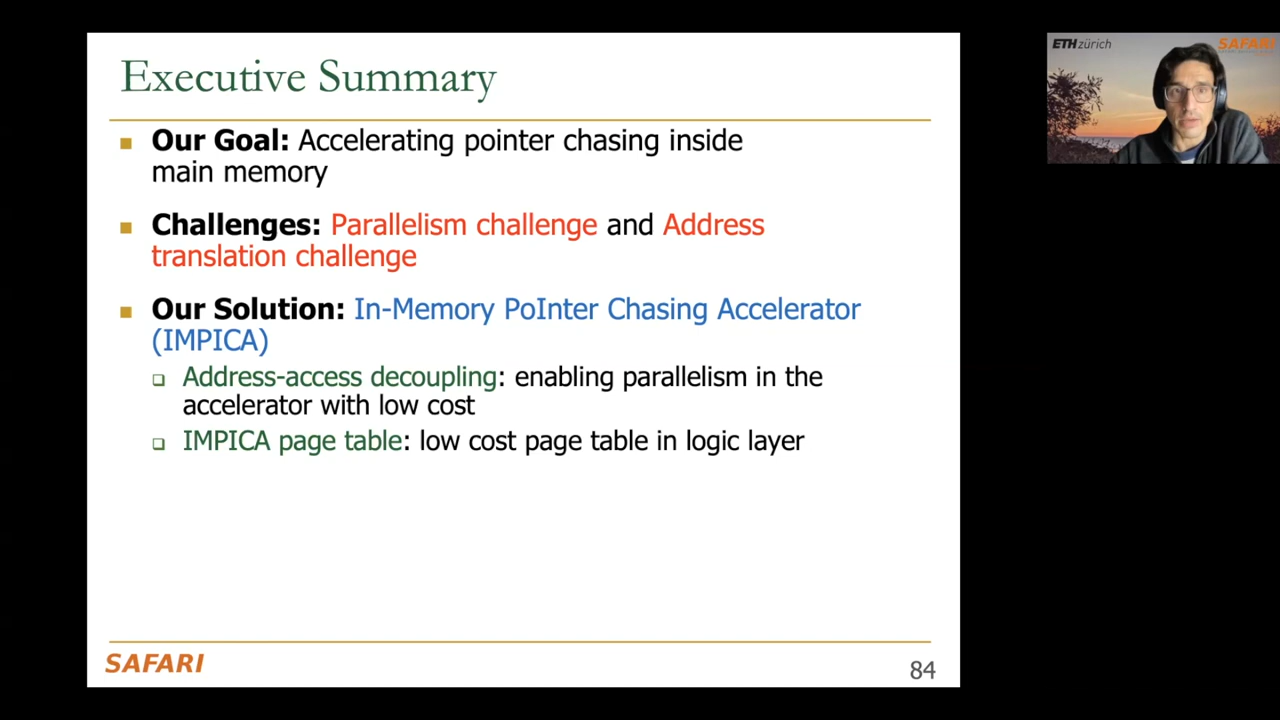 Executive Summary
■ Our Goal: Accelerating pointer chasing inside
main memory
■ Challenges: Parallelism challenge and Address
translation challenge
■ Our Solution: In-Memory PoInter Chasing Accelerator
(IMPICA)
❑ Address-access decoupling: enabling parallelism in the
accelerator with low cost
❑ IMPICA page table: low cost page table in logic layer
SAFARI
84
ETH zürich
SAFARI